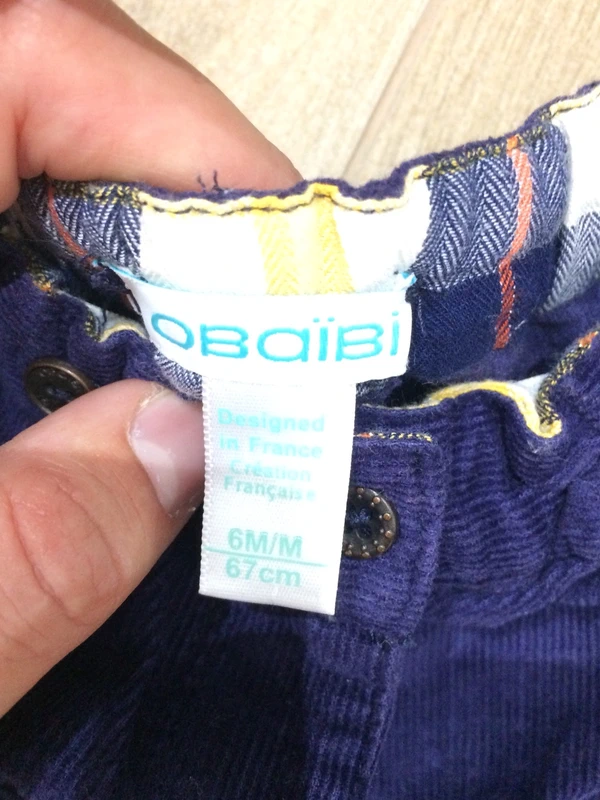 OBAÏBI
Designed
in France
Création
Française
6M/M
67cm